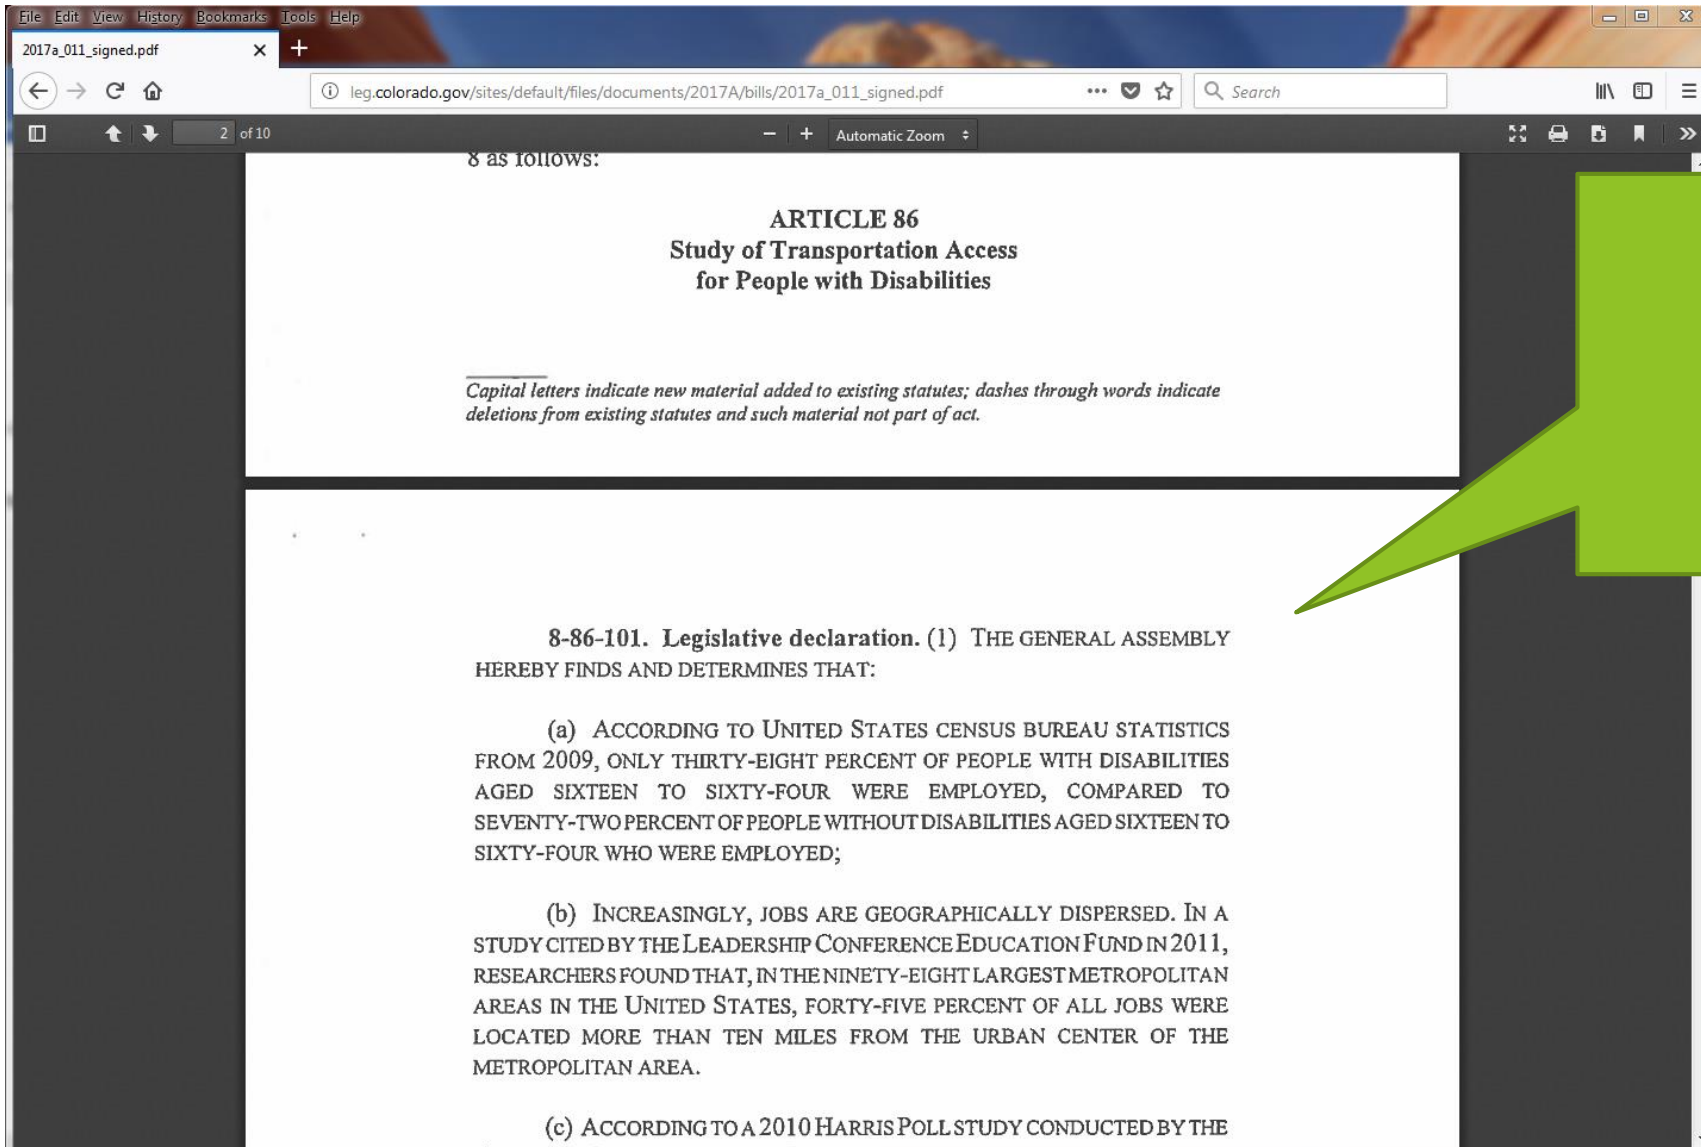 File Edit View History Bookmarks Tools Help
2017a_011_signed.pdf
leg.colorado.gov/sites/default/files/documents/2017A/bills/2017a_011_signed.pdf
Search
2 of 10
Automatic Zoom
8 as follows:
ARTICLE 86
Study of Transportation Access
for People with Disabilities
Capital letters indicate new material added to existing statutes; dashes through words indicate
deletions from existing statutes and such material not part of act.
8-86-101. Legislative declaration. (1) THE GENERAL ASSEMBLY
HEREBY FINDS AND DETERMINES THAT:
(a) ACCORDING TO UNITED STATES CENSUS BUREAU STATISTICS
FROM 2009, ONLY THIRTY-EIGHT PERCENT OF PEOPLE WITH DISABILITIES
AGED SIXTEEN TO SIXTY-FOUR WERE EMPLOYED, COMPARED TO
SEVENTY-TWO PERCENT OF PEOPLE WITHOUT DISABILITIES AGED SIXTEEN TO
SIXTY-FOUR WHO WERE EMPLOYED;
(b) INCREASINGLY, JOBS ARE GEOGRAPHICALLY DISPERSED. IN A
STUDY CITED BY THE LEADERSHIP CONFERENCE EDUCATION FUND IN 2011,
RESEARCHERS FOUND THAT, IN THE NINETY-EIGHT LARGEST METROPOLITAN
AREAS IN THE UNITED STATES, FORTY-FIVE PERCENT OF ALL JOBS WERE
LOCATED MORE THAN TEN MILES FROM THE URBAN CENTER OF THE
METROPOLITAN AREA.
(c) ACCORDING TO A 2010 HARRIS POLL STUDY CONDUCTED BY THE